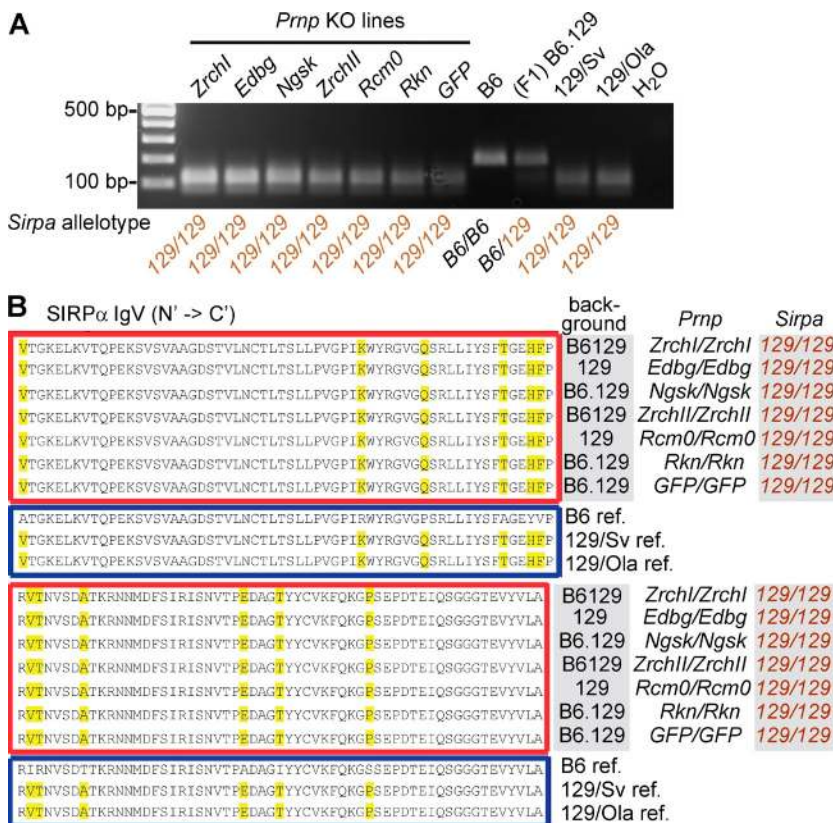 A
Prnp KO lines
ZrchI Edbg Ngsk ZrchII Rcm0 Rkn GFP B6 (F1) B6.129 129/Sv 129/Ola H2O
500 bp-
100 bp-
Sirpa allelotype 129/129 129/129 129/129 129/129 129/129 129/129 129/129 B6/B6 B6/129 129/129 129/129
B SIRPα IgV (N' -> C') back-ground Prnp Sirpa
VTGKELKVTQPEKSVSVAAGDSTVLNCTLTSLLPVGPIKWYRGVGQSRLLIYSFTGEHFP B6129 ZrchI/ZrchI 129/129
VTGKELKVTQPEKSVSVAAGDSTVLNCTLTSLLPVGPIKWYRGVGQSRLLIYSFTGEHFP 129 Edbg/Edbg 129/129
VTGKELKVTQPEKSVSVAAGDSTVLNCTLTSLLPVGPIKWYRGVGQSRLLIYSFTGEHFP B6.129 Ngsk/Ngsk 129/129
VTGKELKVTQPEKSVSVAAGDSTVLNCTLTSLLPVGPIKWYRGVGQSRLLIYSFTGEHFP B6129 ZrchII/ZrchII 129/129
VTGKELKVTQPEKSVSVAAGDSTVLNCTLTSLLPVGPIKWYRGVGQSRLLIYSFTGEHFP 129 Rcm0/Rcm0 129/129
VTGKELKVTQPEKSVSVAAGDSTVLNCTLTSLLPVGPIKWYRGVGQSRLLIYSFTGEHFP B6.129 Rkn/Rkn 129/129
VTGKELKVTQPEKSVSVAAGDSTVLNCTLTSLLPVGPIKWYRGVGQSRLLIYSFTGEHFP B6.129 GFP/GFP 129/129
ATGKELKVTQPEKSVSVAAGDSTVLNCTLTSLLPVGPIRWYRGVGPSRLLIYSFAGEYVP B6 ref.
VTGKELKVTQPEKSVSVAAGDSTVLNCTLTSLLPVGPIKWYRGVGQSRLLIYSFTGEHFP 129/Sv ref.
VTGKELKVTQPEKSVSVAAGDSTVLNCTLTSLLPVGPIKWYRGVGQSRLLIYSFTGEHFP 129/Ola ref.
RVTNVSDATKRNNMDFSIRISNVTPEDAGTYYCVKFQKGPSEPDTEIQSGGGTEVYVLA B6129 ZrchI/ZrchI 129/129
RVTNVSDATKRNNMDFSIRISNVTPEDAGTYYCVKFQKGPSEPDTEIQSGGGTEVYVLA 129 Edbg/Edbg 129/129
RVTNVSDATKRNNMDFSIRISNVTPEDAGTYYCVKFQKGPSEPDTEIQSGGGTEVYVLA B6.129 Ngsk/Ngsk 129/129
RVTNVSDATKRNNMDFSIRISNVTPEDAGTYYCVKFQKGPSEPDTEIQSGGGTEVYVLA B6129 ZrchII/ZrchII 129/129
RVTNVSDATKRNNMDFSIRISNVTPEDAGTYYCVKFQKGPSEPDTEIQSGGGTEVYVLA 129 Rcm0/Rcm0 129/129
RVTNVSDATKRNNMDFSIRISNVTPEDAGTYYCVKFQKGPSEPDTEIQSGGGTEVYVLA B6.129 Rkn/Rkn 129/129
RVTNVSDATKRNNMDFSIRISNVTPEDAGTYYCVKFQKGPSEPDTEIQSGGGTEVYVLA B6.129 GFP/GFP 129/129
RIRNVSDTTKRNNMDFSIRISNVTPADAGIYYCVKFQKGSSEPDTEIQSGGGTEVYVLA B6 ref.
RVTNVSDATKRNNMDFSIRISNVTPEDAGTYYCVKFQKGPSEPDTEIQSGGGTEVYVLA 129/Sv ref.
RVTNVSDATKRNNMDFSIRISNVTPEDAGTYYCVKFQKGPSEPDTEIQSGGGTEVYVLA 129/Ola ref.